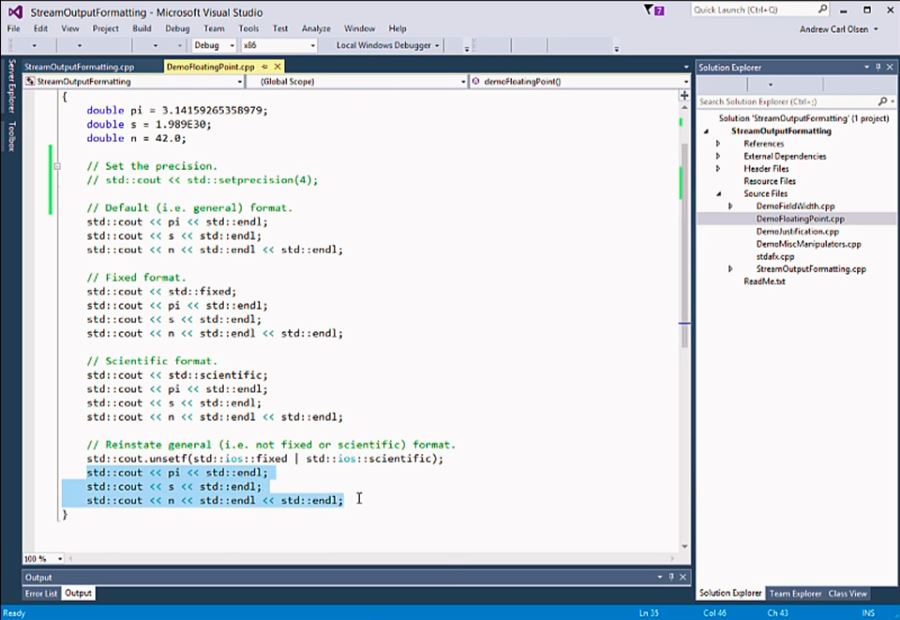 StreamOutputFormatting - Microsoft Visual Studio
7
Quick Launch (Ctrl+Q)
File Edit View Project Build Debug Team Tools Test Analyze Window Help
Andrew Carl Olsen
Debug x86 Local Windows Debugger
Server Explorer
Toolbox
StreamOutputFormatting.cpp DemoFloatingPoint.cpp
StreamOutputFormatting (Global Scope) demoFloatingPoint()
{
double pi = 3.14159265358979;
double s = 1.989E30;
double n = 42.0;
// Set the precision.
// std::cout << std::setprecision(4);
// Default (i.e. general) format.
std::cout << pi << std::endl;
std::cout << s << std::endl;
std::cout << n << std::endl << std::endl;
// Fixed format.
std::cout << std::fixed;
std::cout << pi << std::endl;
std::cout << s << std::endl;
std::cout << n << std::endl << std::endl;
// Scientific format.
std::cout << std::scientific;
std::cout << pi << std::endl;
std::cout << s << std::endl;
std::cout << n << std::endl << std::endl;
// Reinstate general (i.e. not fixed or scientific) format.
std::cout.unsetf(std::ios::fixed | std::ios::scientific);
std::cout << pi << std::endl;
std::cout << s << std::endl;
std::cout << n << std::endl << std::endl;
}
100 %
Output
Error List Output
Solution Explorer
Search Solution Explorer (Ctrl+;)
Solution 'StreamOutputFormatting' (1 project)
StreamOutputFormatting
References
External Dependencies
Header Files
Resource Files
Source Files
DemoFieldWidth.cpp
DemoFloatingPoint.cpp
DemoJustification.cpp
DemoMiscManipulators.cpp
stdafx.cpp
StreamOutputFormatting.cpp
ReadMe.txt
Solution Explorer Team Explorer Class View
Ready Ln 35 Col 46 Ch 43 INS